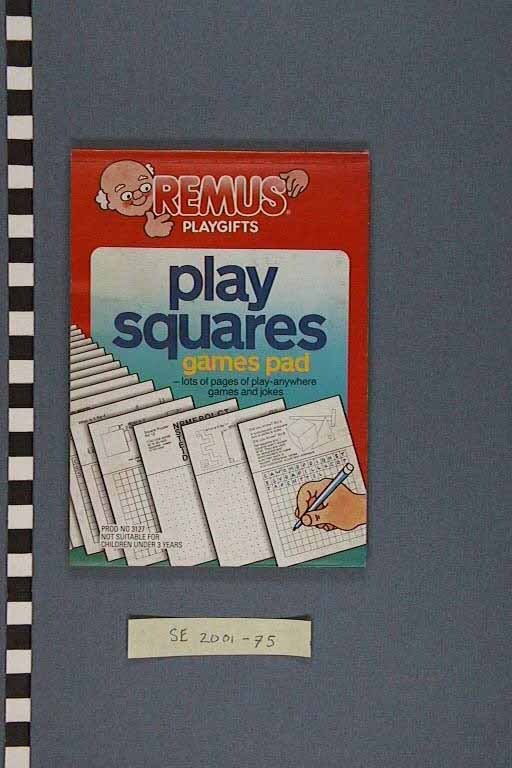 REMUS
PLAYGIFTS
play
squares
games pad
– lots of pages of play-anywhere
games and jokes
PROD NO 3127
NOT SUITABLE FOR
CHILDREN UNDER 3 YEARS
SE 2001-75